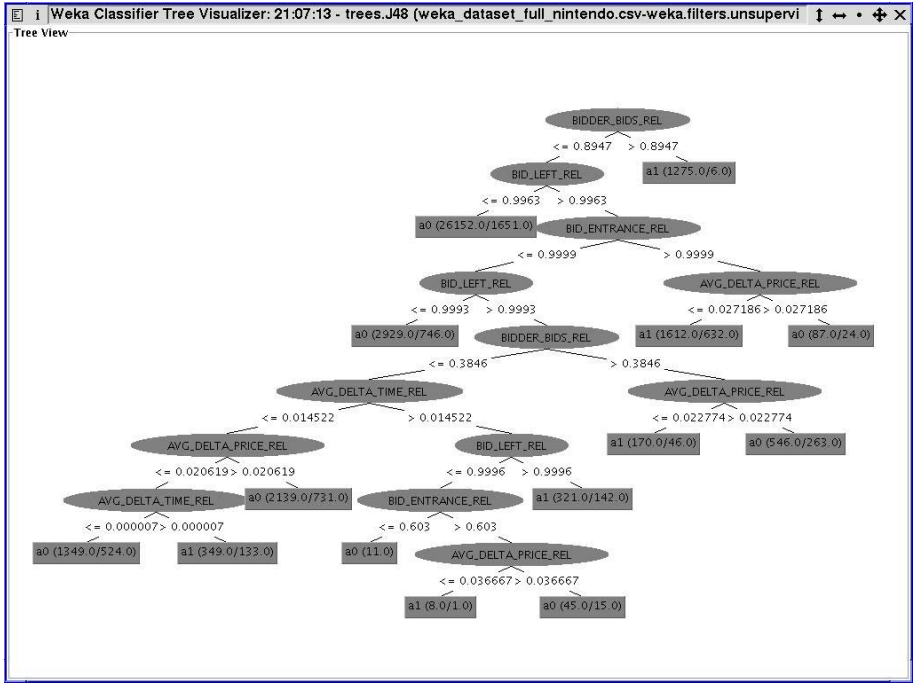 Weka Classifier Tree Visualizer: 21:07:13 - trees.J48 (weka_dataset_full_nintendo.csv-weka.filters.unsupervi
Tree View
BIDDER_BIDS_REL
<= 0.8947 > 0.8947
BID_LEFT_REL a1 (1275.0/6.0)
<= 0.9963 > 0.9963
a0 (26152.0/1651.0) BID_ENTRANCE_REL
<= 0.9999 > 0.9999
BID_LEFT_REL AVG_DELTA_PRICE_REL
<= 0.9993 > 0.9993 <= 0.027186 > 0.027186
a0 (2929.0/746.0) BIDDER_BIDS_REL a1 (1612.0/632.0) a0 (87.0/24.0)
<= 0.3846 > 0.3846
AVG_DELTA_TIME_REL AVG_DELTA_PRICE_REL
<= 0.014522 > 0.014522 <= 0.022774 > 0.022774
AVG_DELTA_PRICE_REL BID_LEFT_REL a1 (170.0/46.0) a0 (546.0/263.0)
<= 0.020619 > 0.020619 <= 0.9996 > 0.9996
AVG_DELTA_TIME_REL a0 (2139.0/731.0) BID_ENTRANCE_REL a1 (321.0/142.0)
<= 0.000007 > 0.000007 <= 0.603 > 0.603
a0 (1349.0/524.0) a1 (349.0/133.0) a0 (11.0) AVG_DELTA_PRICE_REL
<= 0.036667 > 0.036667
a1 (8.0/1.0) a0 (45.0/15.0)